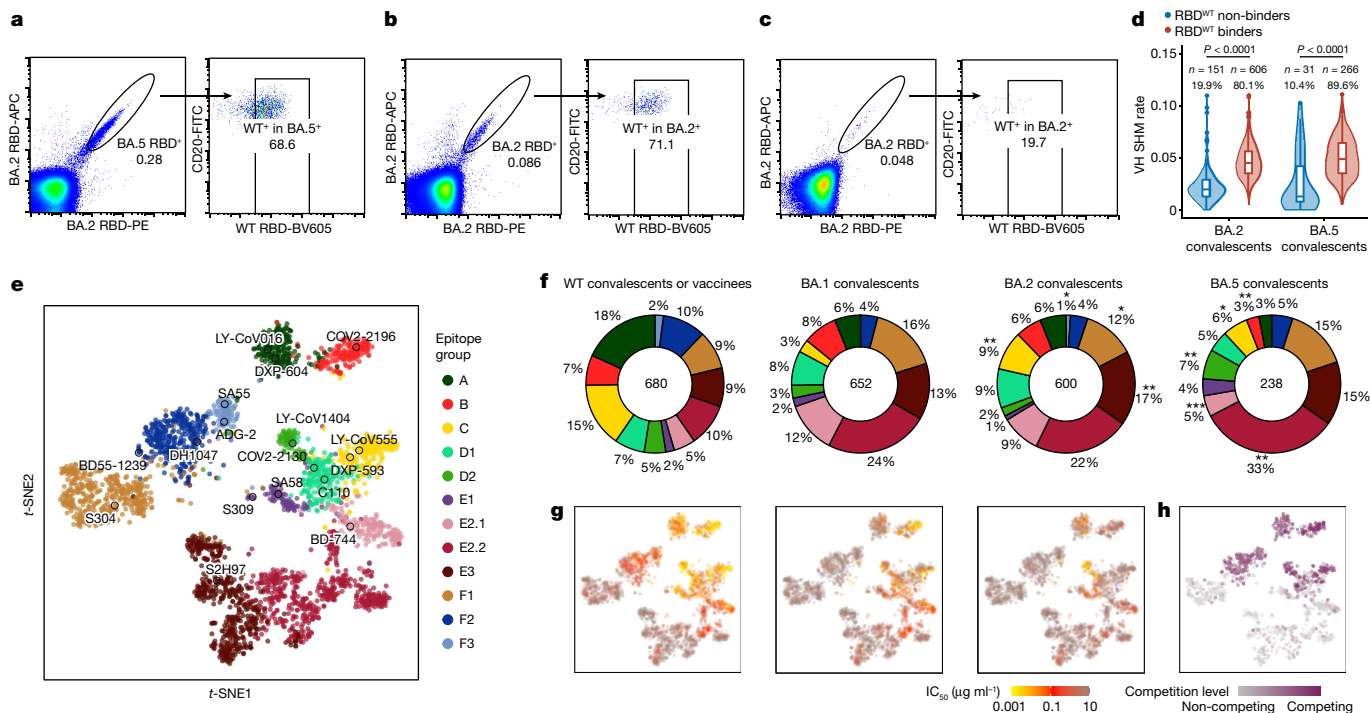 a
BA.2 RBD-APC
BA.5 RBD⁺
0.28
BA.2 RBD-PE
CD20-FITC
WT⁺ in BA.5⁺
68.6
WT RBD-BV605
b
BA.2 RBD-APC
BA.2 RBD⁺
0.086
BA.2 RBD-PE
CD20-FITC
WT⁺ in BA.2⁺
71.1
WT RBD-BV605
c
BA.2 RBD-APC
BA.2 RBD⁺
0.048
BA.2 RBD-PE
CD20-FITC
WT⁺ in BA.2⁺
19.7
WT RBD-BV605
d
RBDᵂᵀ non-binders
RBDᵂᵀ binders
VH SHM rate
0.15
0.10
0.05
0
P < 0.0001
P < 0.0001
n = 151 n = 606 n = 31 n = 266
19.9% 80.1% 10.4% 89.6%
BA.2
convalescents
BA.5
convalescents
e
t-SNE2
t-SNE1
LY-CoV016
COV2-2196
DXP-604
SA55
ADG-2
LY-CoV1404
LY-CoV555
COV2-2130
DXP-593
BD55-1239
DH1047
SA58
C110
S309
S304
BD-744
S2H97
Epitope
group
A
B
C
D1
D2
E1
E2.1
E2.2
E3
F1
F2
F3
f
WT convalescents or vaccinees
680
2%
10%
9%
9%
10%
5%
2%
5%
7%
15%
7%
18%
BA.1 convalescents
652
4%
16%
13%
24%
12%
2%
3%
8%
3%
8%
6%
BA.2 convalescents
600
*
1%
4%
*
12%
**
17%
22%
9%
1%
2%
9%
**
9%
6%
6%
BA.5 convalescents
238
5%
15%
15%
**
33%
***
5%
4%
**
7%
5%
*
6%
**
3%
3%
g
IC₅₀ (μg ml⁻¹)
0.001 0.1 10
h
Competition level
Non-competing Competing